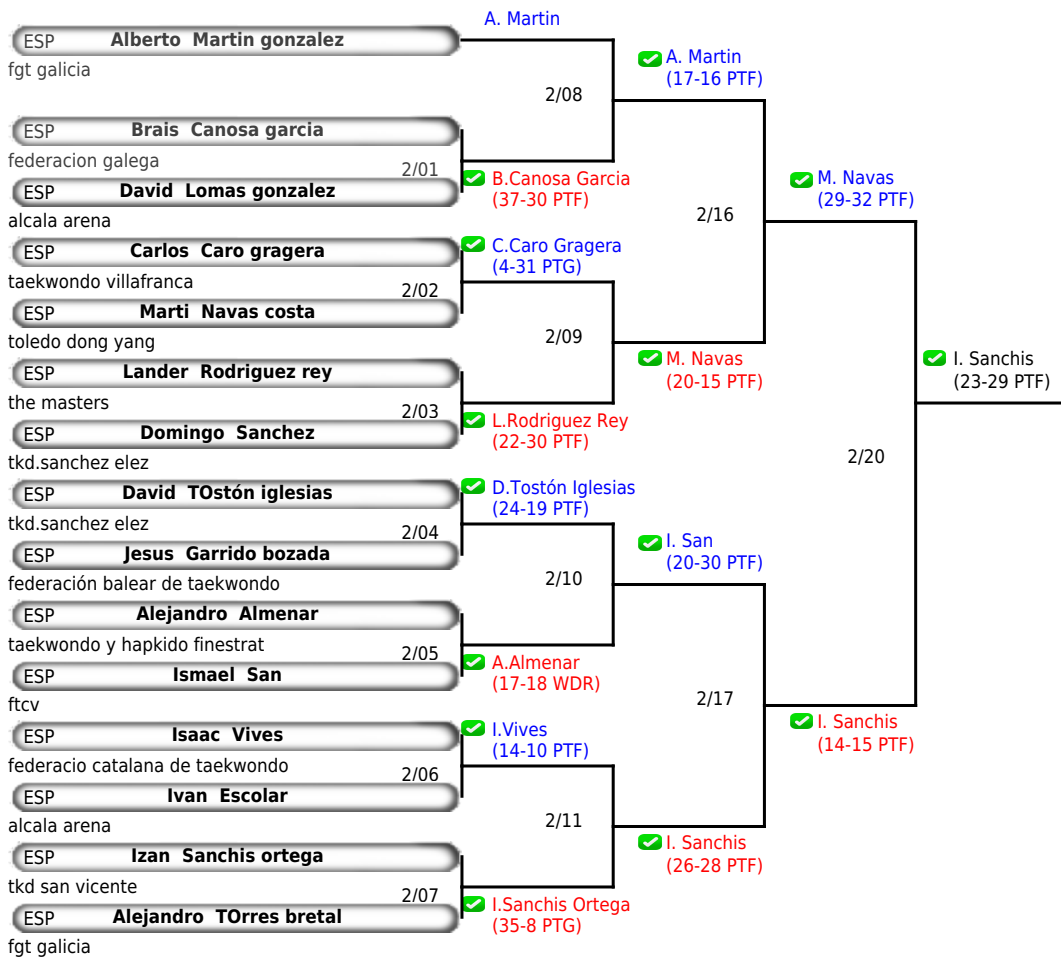 A. Martin
ESP Alberto Martin gonzalez
fgt galicia
A. Martin
(17-16 PTF)
2/08
ESP Brais Canosa garcia
federacion galega
2/01
B.Canosa Garcia
(37-30 PTF)
ESP David Lomas gonzalez
alcala arena
M. Navas
(29-32 PTF)
2/16
ESP Carlos Caro gragera
C.Caro Gragera
(4-31 PTG)
taekwondo villafranca
2/02
ESP Marti Navas costa
toledo dong yang
2/09
M. Navas
(20-15 PTF)
I. Sanchis
(23-29 PTF)
ESP Lander Rodriguez rey
the masters
2/03
L.Rodriguez Rey
(22-30 PTF)
ESP Domingo Sanchez
tkd.sanchez elez
2/20
ESP David TOstón iglesias
D.Tostón Iglesias
(24-19 PTF)
tkd.sanchez elez
2/04
I. San
(20-30 PTF)
ESP Jesus Garrido bozada
federación balear de taekwondo
2/10
ESP Alejandro Almenar
taekwondo y hapkido finestrat
2/05
A.Almenar
(17-18 WDR)
ESP Ismael San
ftcv
2/17
I. Sanchis
(14-15 PTF)
ESP Isaac Vives
I.Vives
(14-10 PTF)
federacio catalana de taekwondo
2/06
ESP Ivan Escolar
alcala arena
2/11
I. Sanchis
(26-28 PTF)
ESP Izan Sanchis ortega
tkd san vicente
2/07
I.Sanchis Ortega
(35-8 PTG)
ESP Alejandro TOrres bretal
fgt galicia